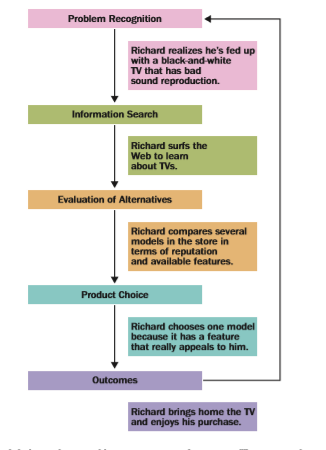 Problem Recognition
Richard realizes he's fed up
with a black-and-white
TV that has bad
sound reproduction.
Information Search
Richard surfs the
Web to learn
about TVs.
Evaluation of Alternatives
Richard compares several
models in the store in
terms of reputation
and available features.
Product Choice
Richard chooses one model
because it has a feature
that really appeals to him.
Outcomes
Richard brings home the TV
and enjoys his purchase.